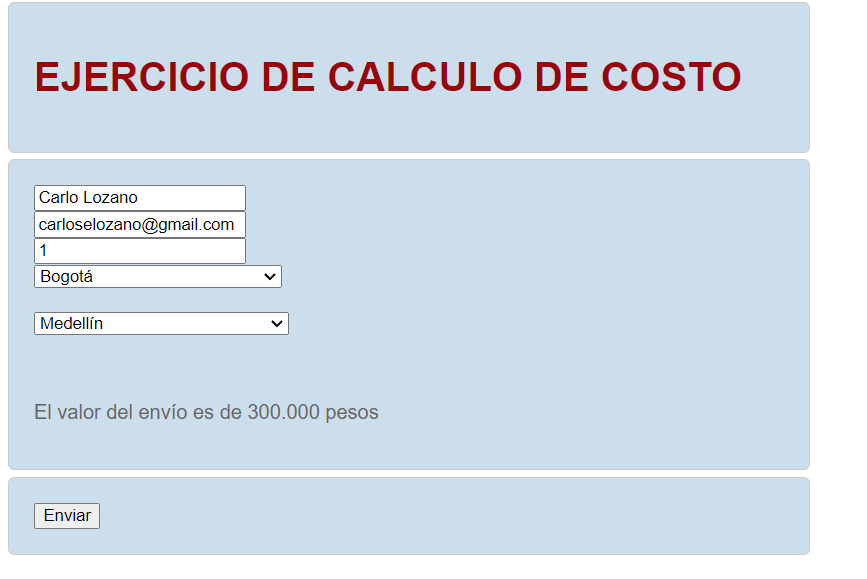 EJERCICIO DE CALCULO DE COSTO
Carlo Lozano
carloselozano@gmail.com
1
Bogotá
Medellín
El valor del envío es de 300.000 pesos
Enviar